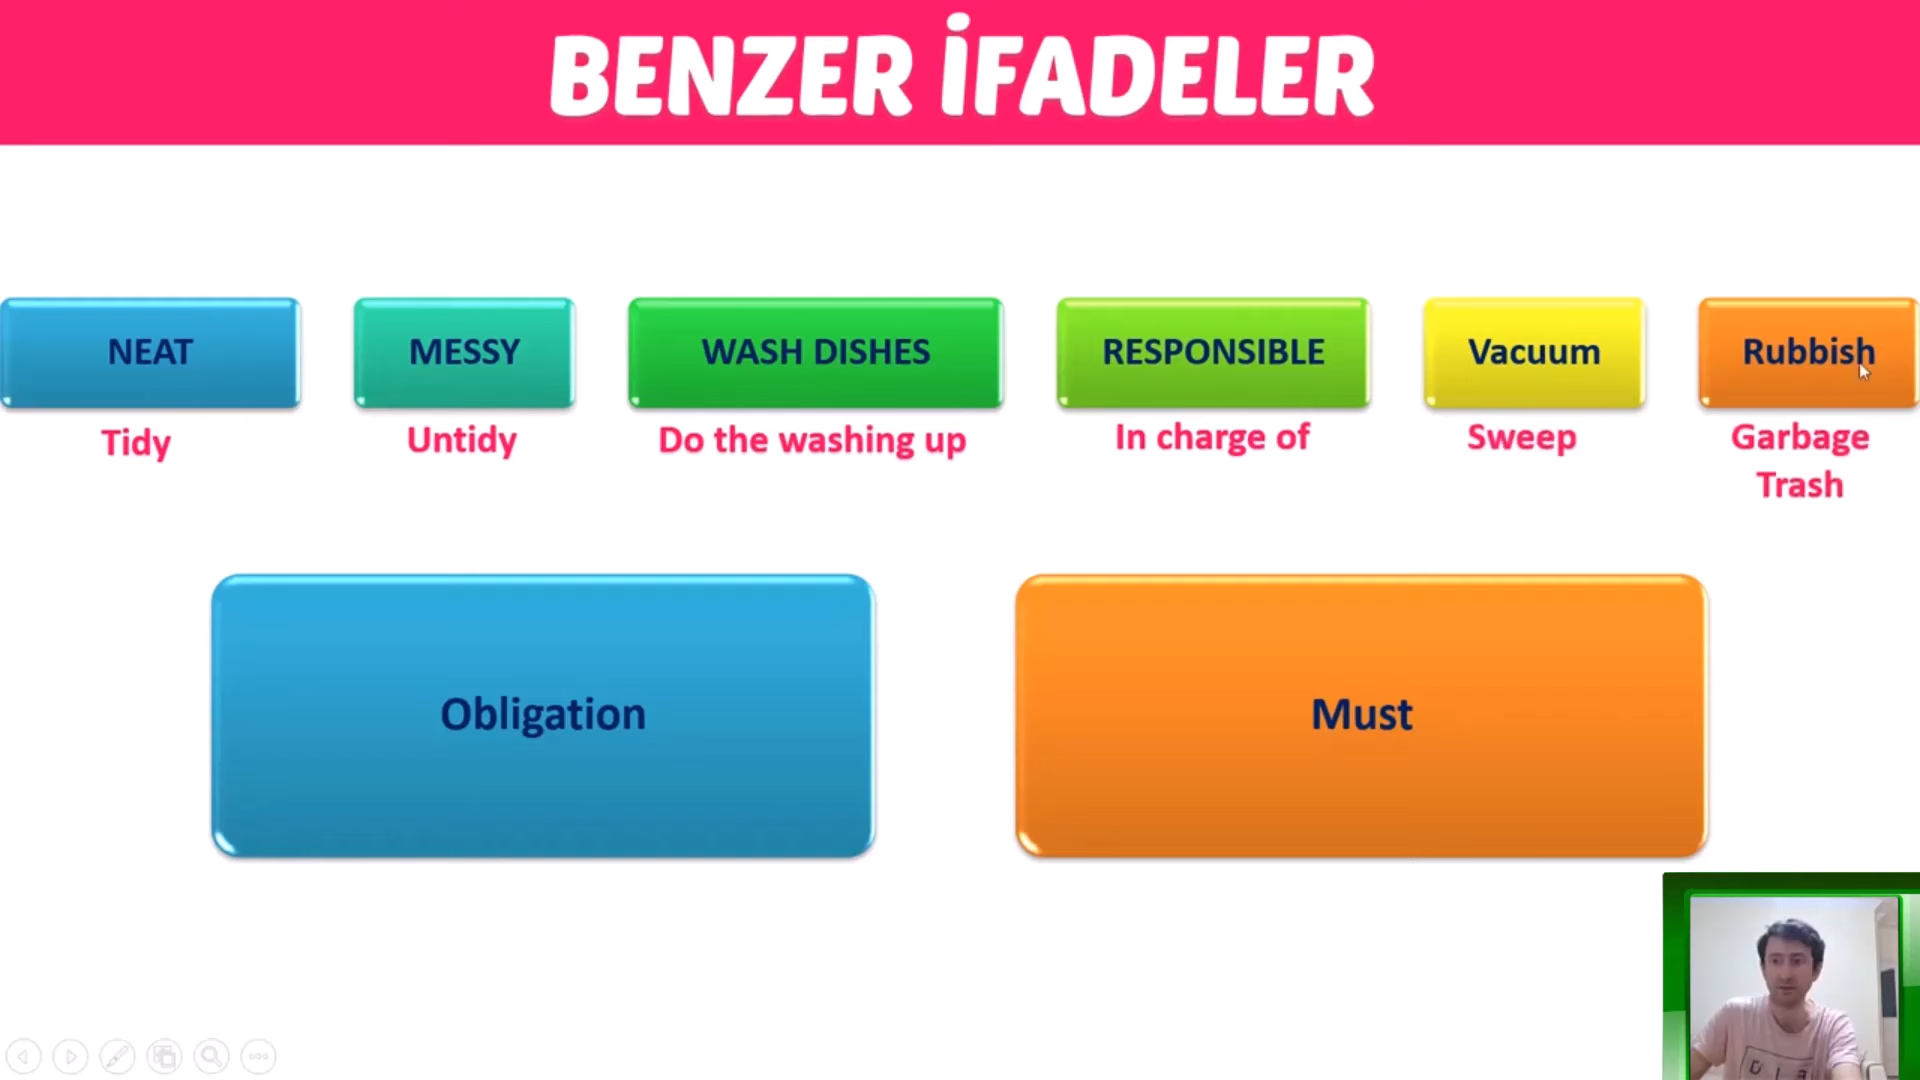 BENZER İFADELER
NEAT
MESSY
WASH DISHES
RESPONSIBLE
Vacuum
Rubbish
Tidy
Untidy
Do the washing up
In charge of
Sweep
Garbage
Trash
Obligation
Must